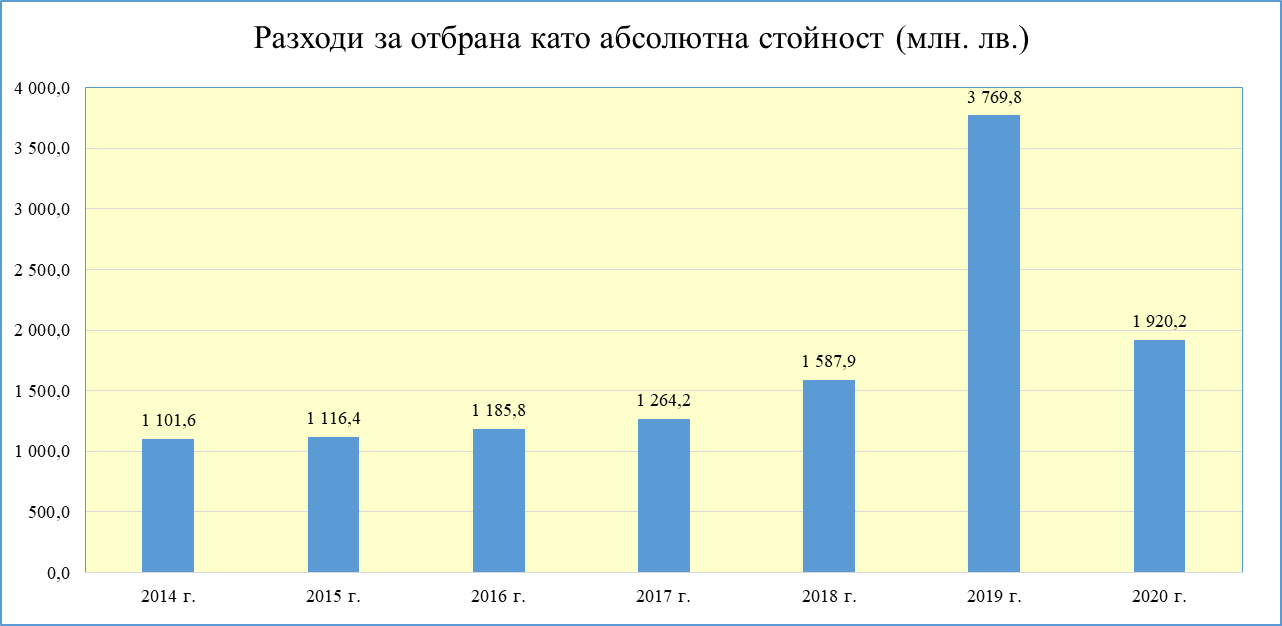 Разходи за отбрана като абсолютна стойност (млн. лв.)
4 000,0
3 500,0
3 000,0
2 500,0
2 000,0
1 500,0
1 000,0
500,0
0,0
1 101,6
1 116,4
1 185,8
1 264,2
1 587,9
3 769,8
1 920,2
2014 г.
2015 г.
2016 г.
2017 г.
2018 г.
2019 г.
2020 г.